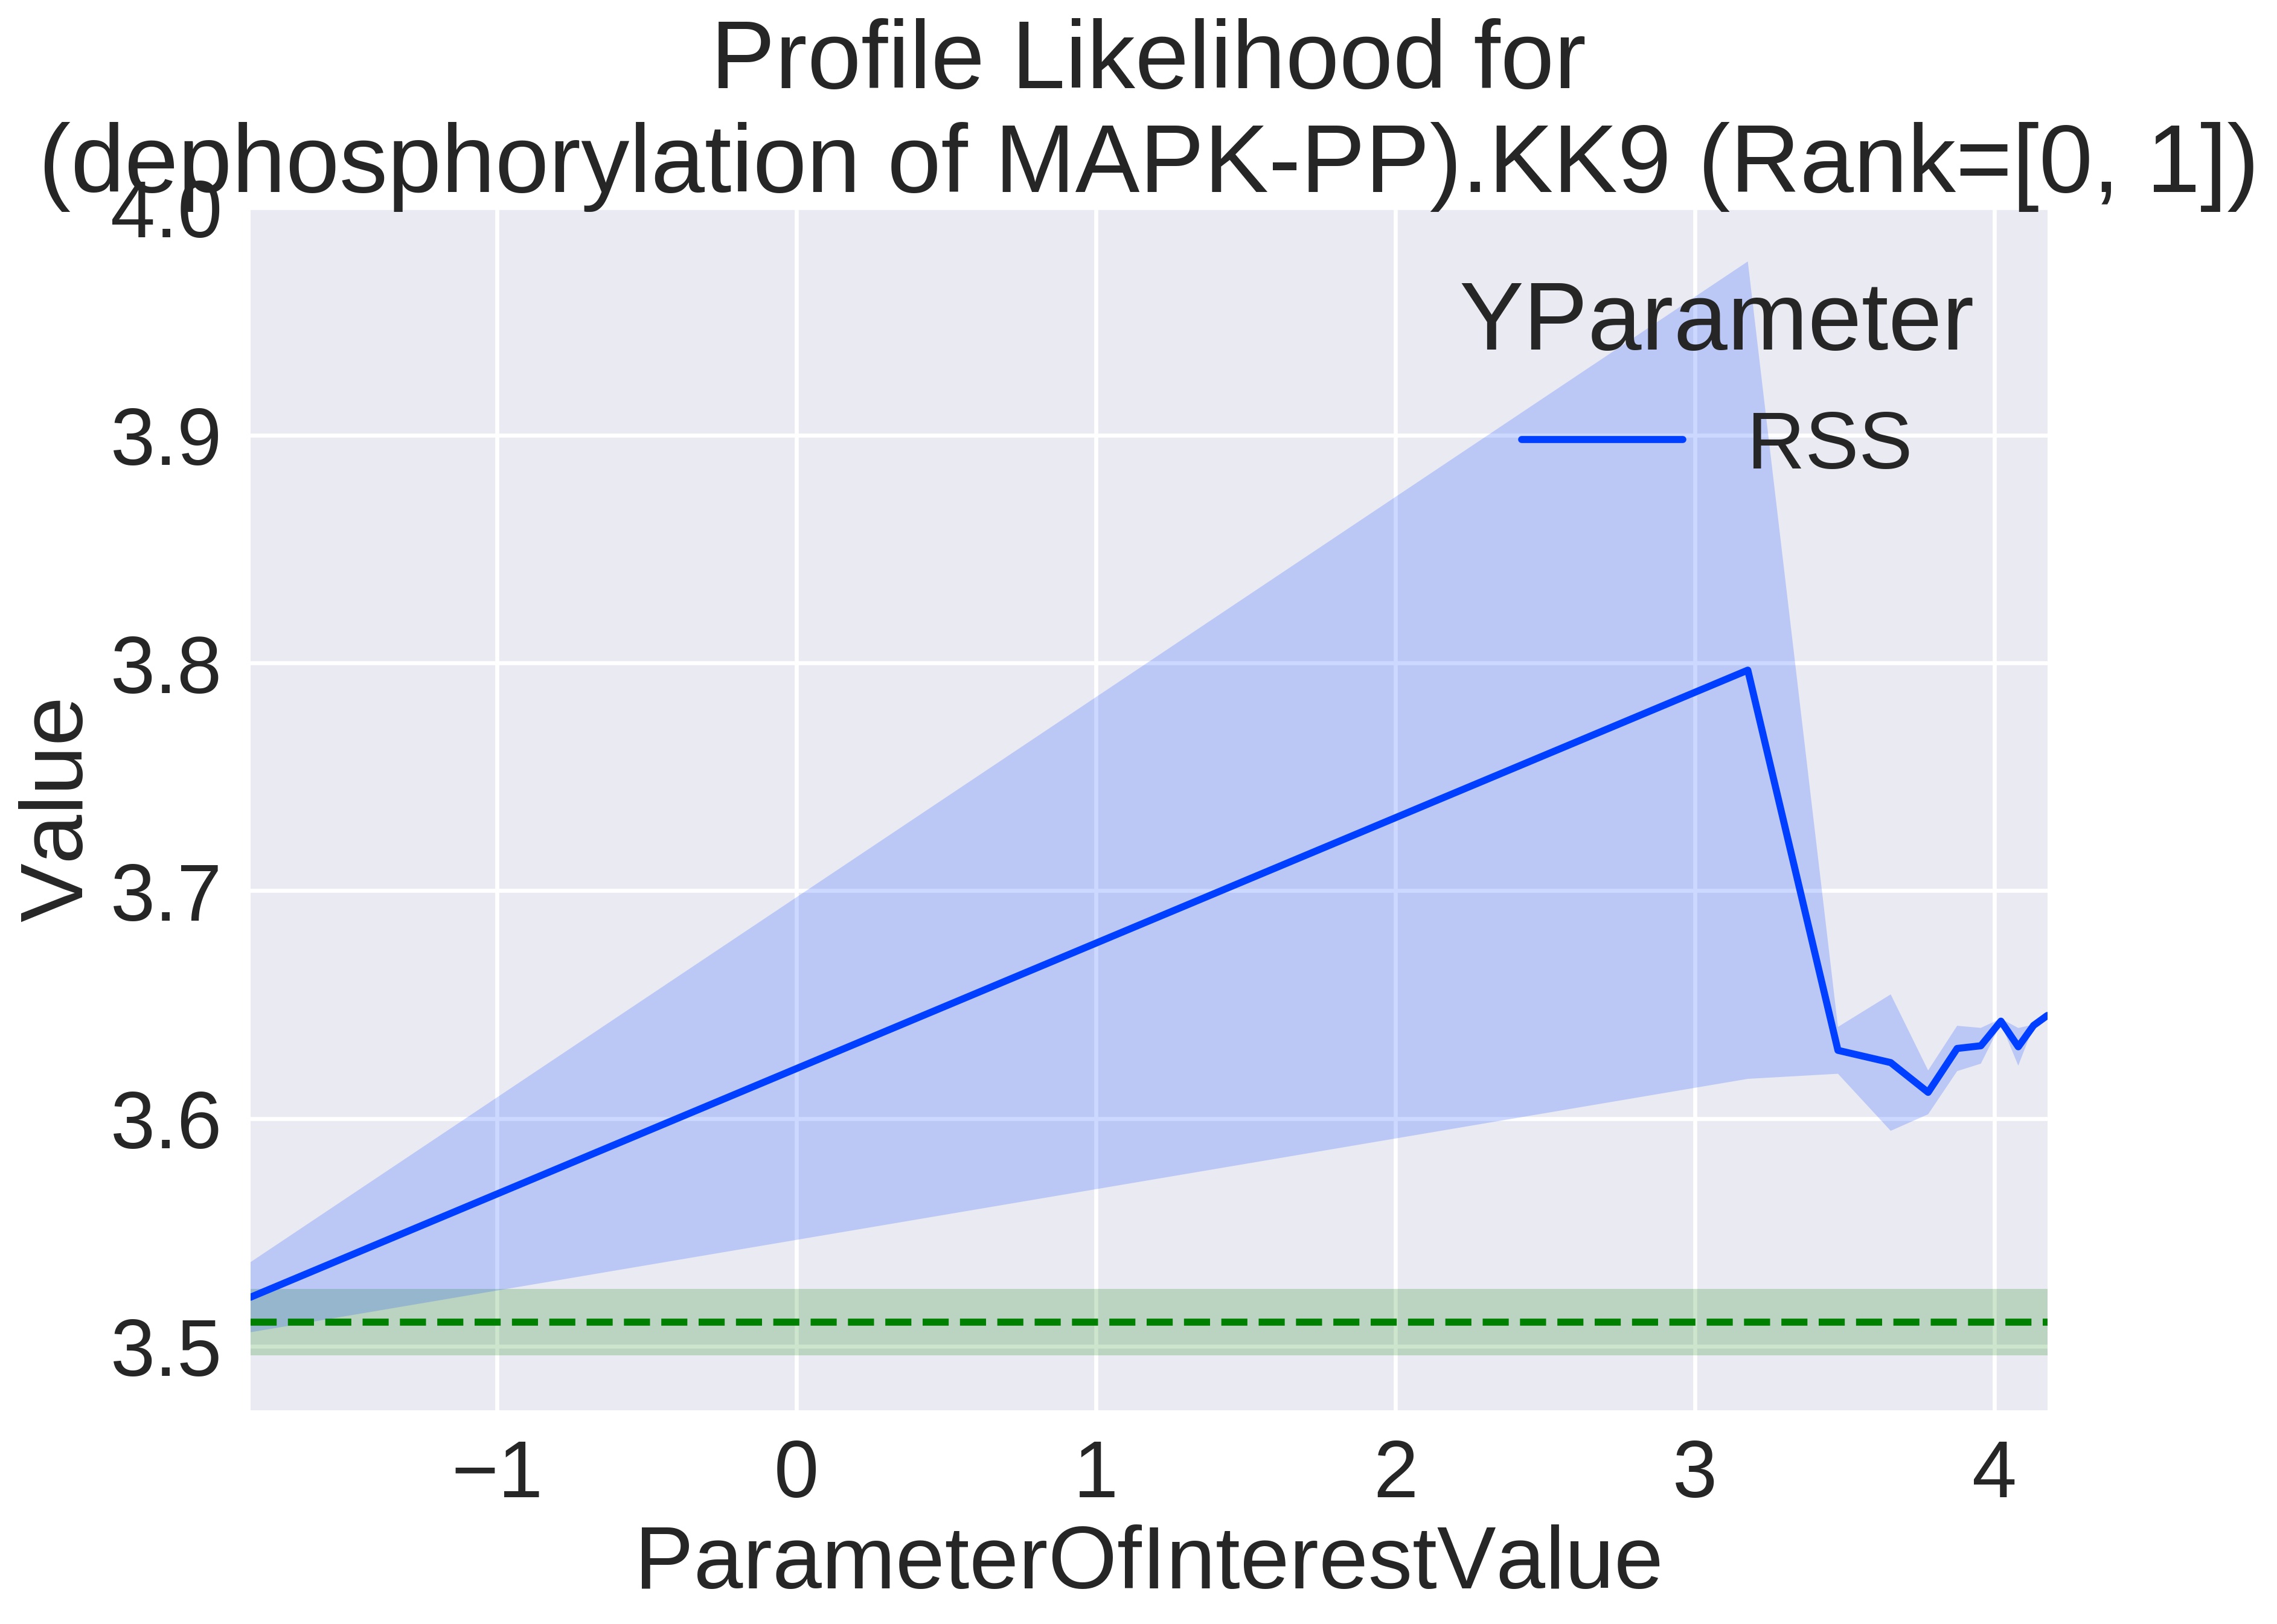 Profile Likelihood for
(dephosphorylation of MAPK-PP).KK9 (Rank=[0, 1])
4.0
YParameter
RSS
3.9
3.8
3.7
3.6
3.5
Value
−1 0 1 2 3 4
ParameterOfInterestValue